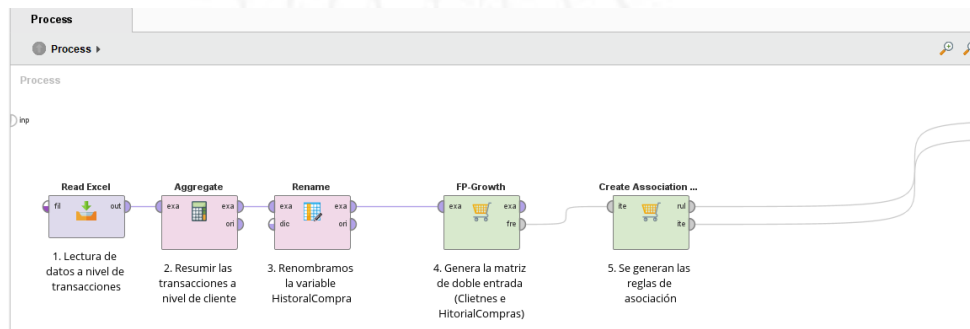 Process
Process
Process
inp
Read Excel
fil
out
Aggregate
exa
exa
ori
Rename
exa
exa
dic
ori
FP-Growth
exa
exa
fre
Create Association ...
ite
rul
ite
1. Lectura de
datos a nivel de
transacciones
2. Resumir las
transacciones a
nivel de cliente
3. Renombramos
la variable
HistoralCompra
4. Genera la matriz
de doble entrada
(Clietnes e
HitorialCompras)
5. Se generan las
reglas de
asociación